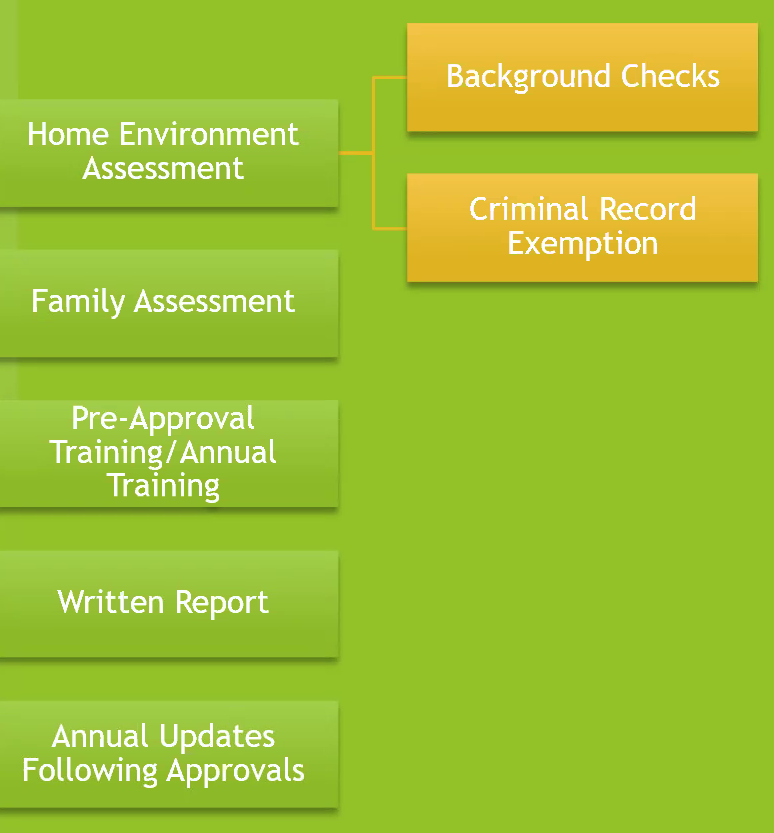 Background Checks
Home Environment
Assessment
Criminal Record
Exemption
Family Assessment
Pre-Approval
Training/Annual
Training
Written Report
Annual Updates
Following Approvals